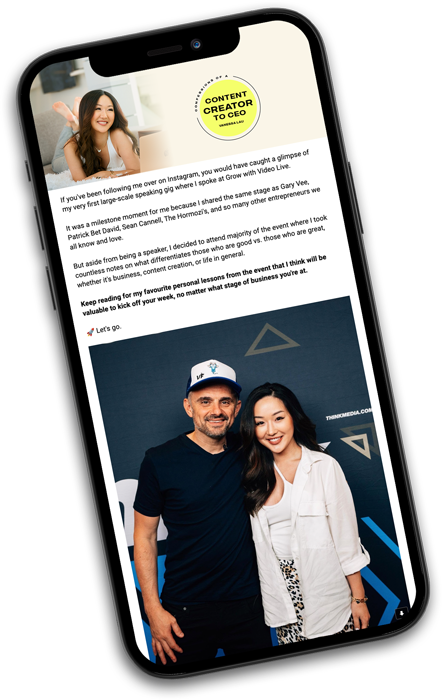 CONFESSIONS OF A
CONTENT
CREATOR
TO CEO
VANESSA LAU
If you've been following me over on Instagram, you would have caught a glimpse of
my very first large-scale speaking gig where I spoke at Grow with Video Live.
It was a milestone moment for me because I shared the same stage as Gary Vee,
Patrick Bet David, Sean Cannell, The Hormozi's, and so many other entrepreneurs we
all know and love.
But aside from being a speaker, I decided to attend majority of the event where I took
countless notes on what differentiates those who are good vs. those who are great,
whether it's business, content creation, or life in general.
Keep reading for my favourite personal lessons from the event that I think will be
valuable to kick off your week, no matter what stage of business you're at.
🚀 Let's go.
THINKMEDIA.COM